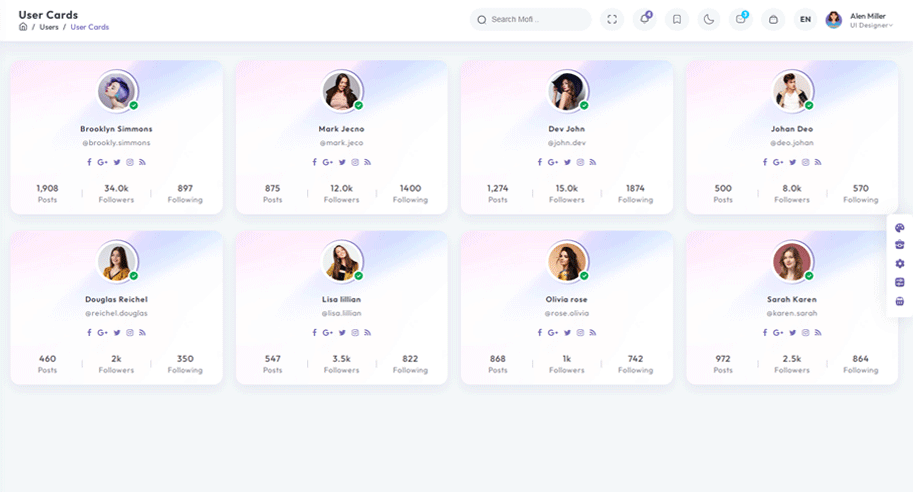 User Cards
/ Users / User Cards
Search Mofi ..
4
3
EN
Alen Miller
UI Designer
Brooklyn Simmons
@brookly.simmons
G+
1,908 34.0k 897
Posts Followers Following
Mark Jecno
@mark.jeco
G+
875 12.0k 1400
Posts Followers Following
Dev John
@john.dev
G+
1,274 15.0k 1874
Posts Followers Following
Johan Deo
@deo.johan
G+
500 8.0k 570
Posts Followers Following
Douglas Reichel
@reichel.douglas
G+
460 2k 350
Posts Followers Following
Lisa lillian
@lisa.lillian
G+
547 3.5k 822
Posts Followers Following
Olivia rose
@rose.olivia
G+
868 1k 742
Posts Followers Following
Sarah Karen
@karen.sarah
G+
972 2.5k 864
Posts Followers Following